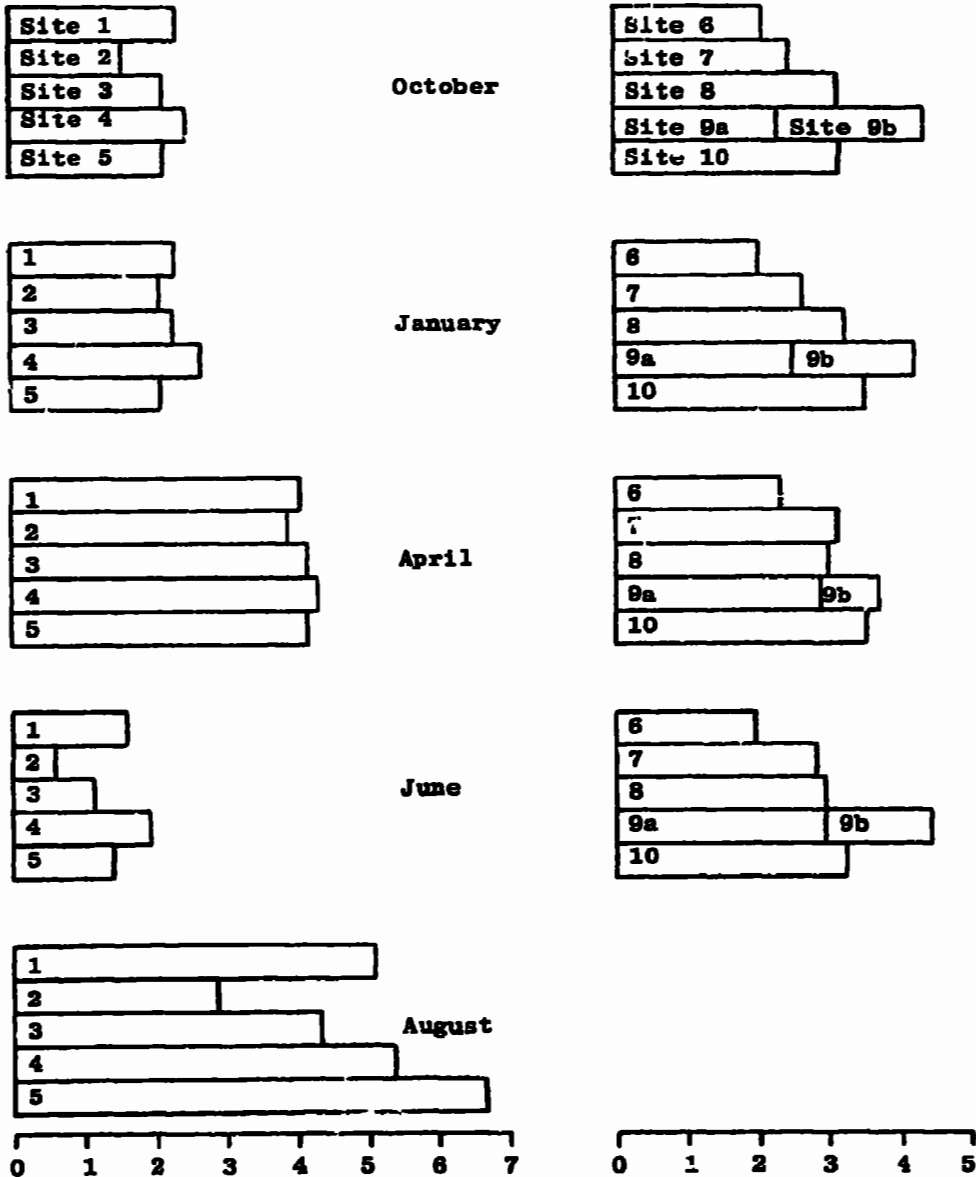 Site 1
Site 2
Site 3
Site 4
Site 5
October
Site 6
Site 7
Site 8
Site 9a Site 9b
Site 10
1
2
3
4
5
January
6
7
8
9a 9b
10
1
2
3
4
5
April
6
7
8
9a 9b
10
1
2
3
4
5
June
6
7
8
9a 9b
10
1
2
3
4
5
August
0 1 2 3 4 5 6 7
0 1 2 3 4 5